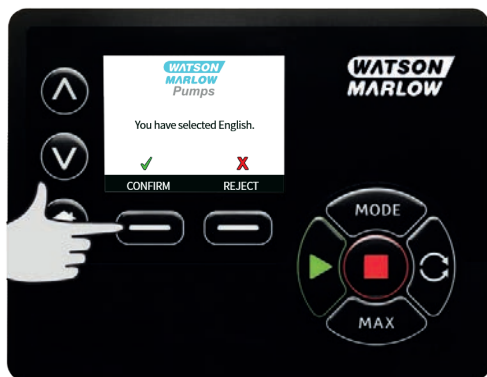 WATSON
MARLOW
Pumps
You have selected English.
CONFIRM
REJECT
WATSON
MARLOW
MODE
MAX